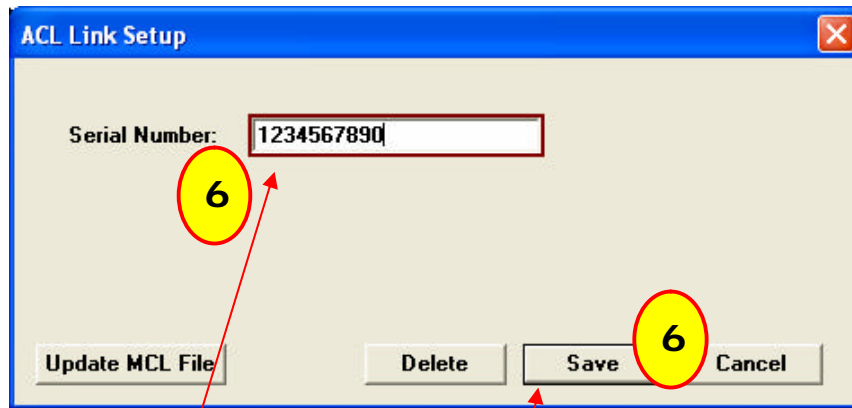 ACL Link Setup
Serial Number: 1234567890
6
6
Update MCL File Delete Save Cancel